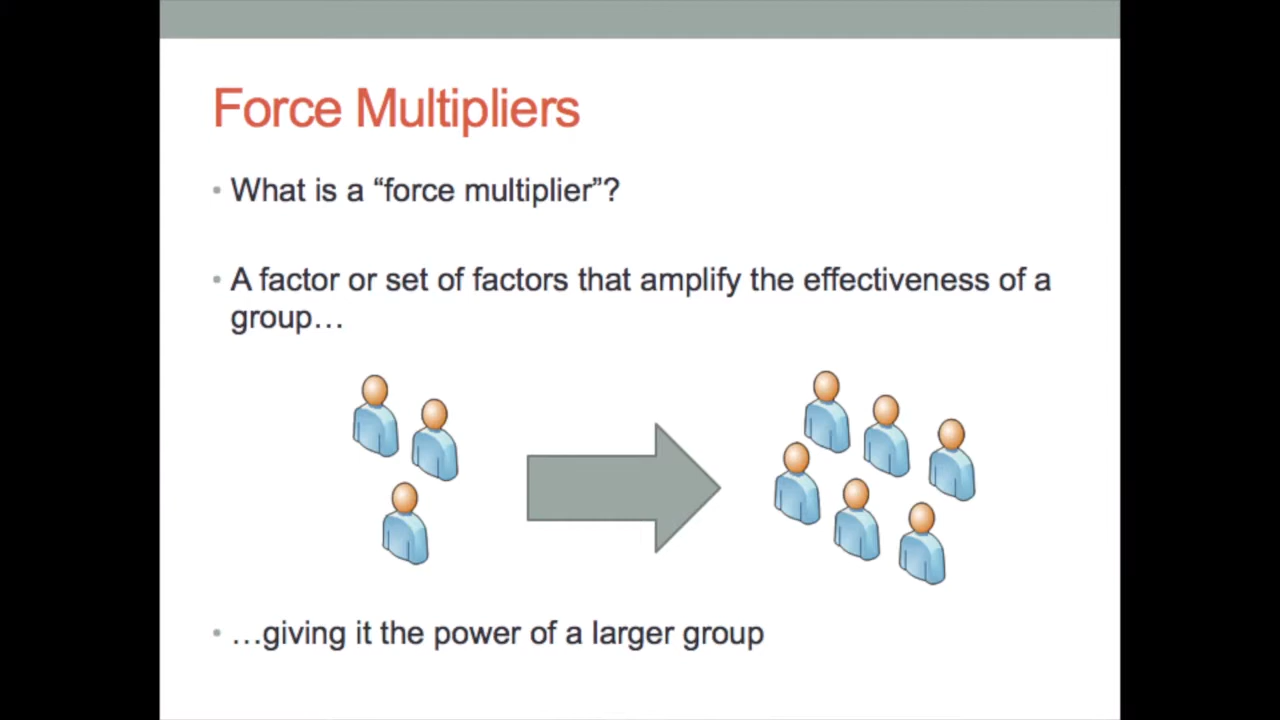 Force Multipliers
• What is a “force multiplier”?
• A factor or set of factors that amplify the effectiveness of a
group…
• …giving it the power of a larger group